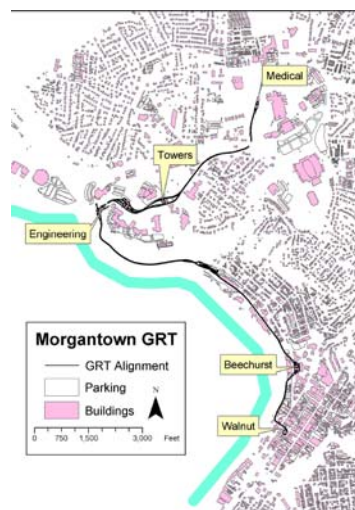 Medical
Towers
Engineering
Morgantown GRT
GRT Alignment
Parking
N
Buildings
0 750 1,500 3,000 Feet
Beechurst
Walnut